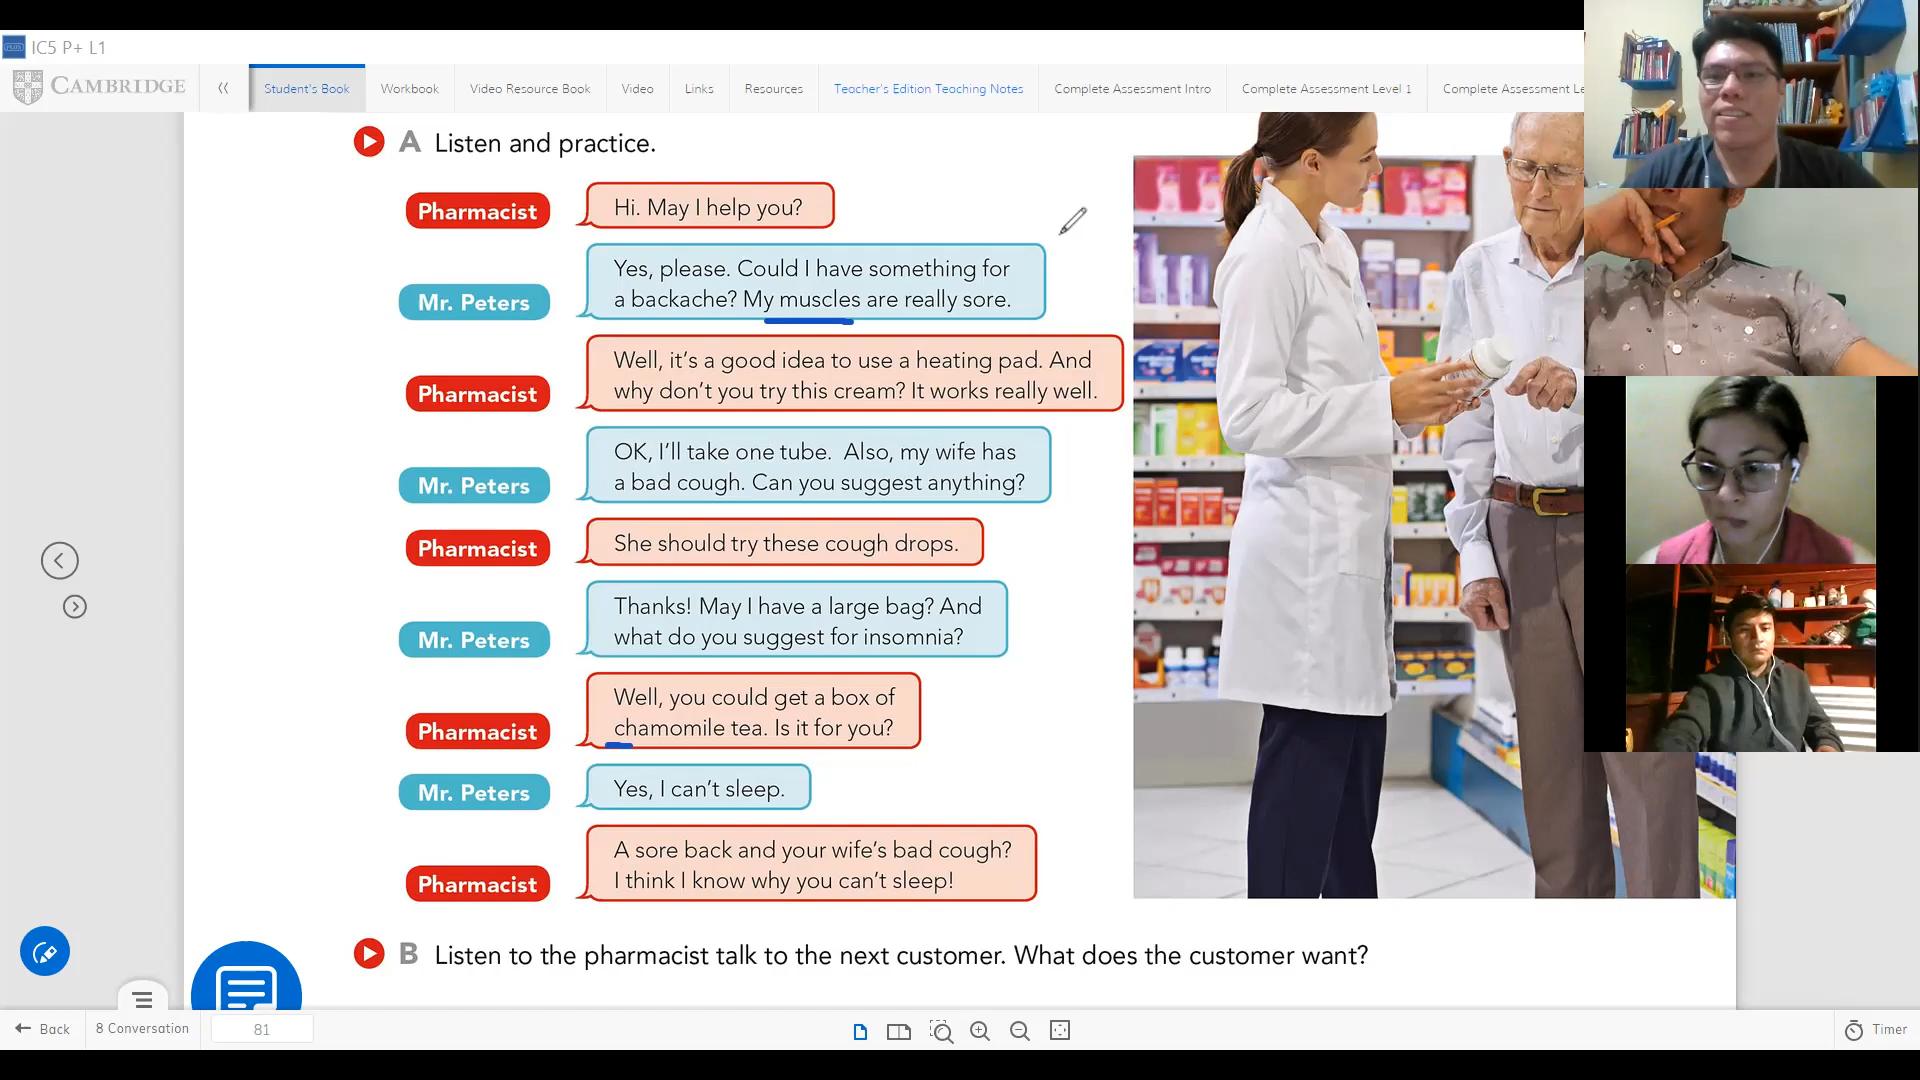 IC5 P+ L1
CAMBRIDGE
Student's Book
Workbook
Video Resource Book
Video
Links
Resources
Teacher's Edition Teaching Notes
Complete Assessment Intro
Complete Assessment Level 1
Complete Assessment Le
A Listen and practice.
Pharmacist
Hi. May I help you?
Mr. Peters
Yes, please. Could I have something for
a backache? My muscles are really sore.
Pharmacist
Well, it's a good idea to use a heating pad. And
why don't you try this cream? It works really well.
Mr. Peters
OK, I'll take one tube. Also, my wife has
a bad cough. Can you suggest anything?
Pharmacist
She should try these cough drops.
Mr. Peters
Thanks! May I have a large bag? And
what do you suggest for insomnia?
Pharmacist
Well, you could get a box of
chamomile tea. Is it for you?
Mr. Peters
Yes, I can't sleep.
Pharmacist
A sore back and your wife's bad cough?
I think I know why you can't sleep!
B Listen to the pharmacist talk to the next customer. What does the customer want?
Back
8 Conversation
81
Timer